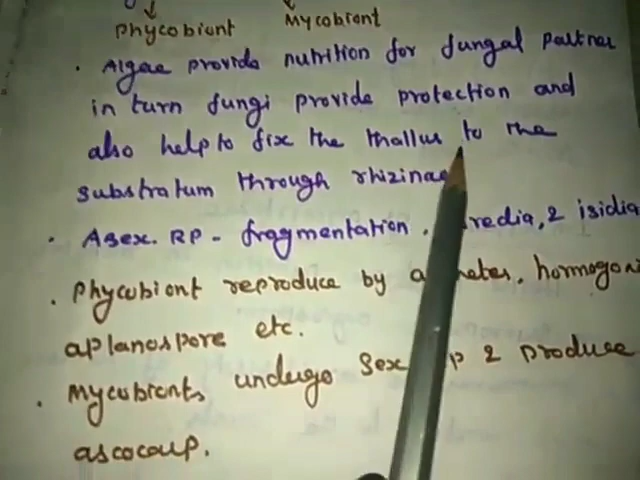 Phycobiont Mycobiont
. Algae provide nutrition for fungal partner
in turn fungi provide protection and
also help to fix the thallus to the
substratum through rhizinae
. Asex. RP - fragmentation. redia, 2 isidia
. Phycobiont reproduce by
aplanospore etc.
. Mycobionts undergo Sex p 2 produce
ascocarp.